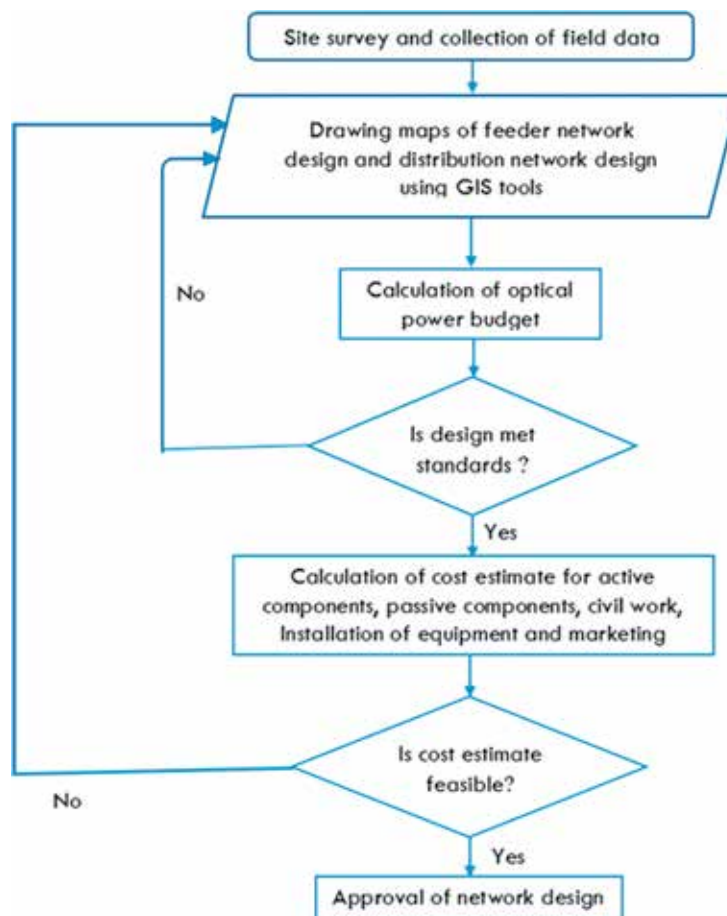 Site survey and collection of field data
Drawing maps of feeder network
design and distribution network design
using GIS tools
No
Calculation of optical
power budget
Is design met
standards ?
Yes
Calculation of cost estimate for active
components, passive components, civil work,
Installation of equipment and marketing
Is cost estimate
feasible?
No
Yes
Approval of network design